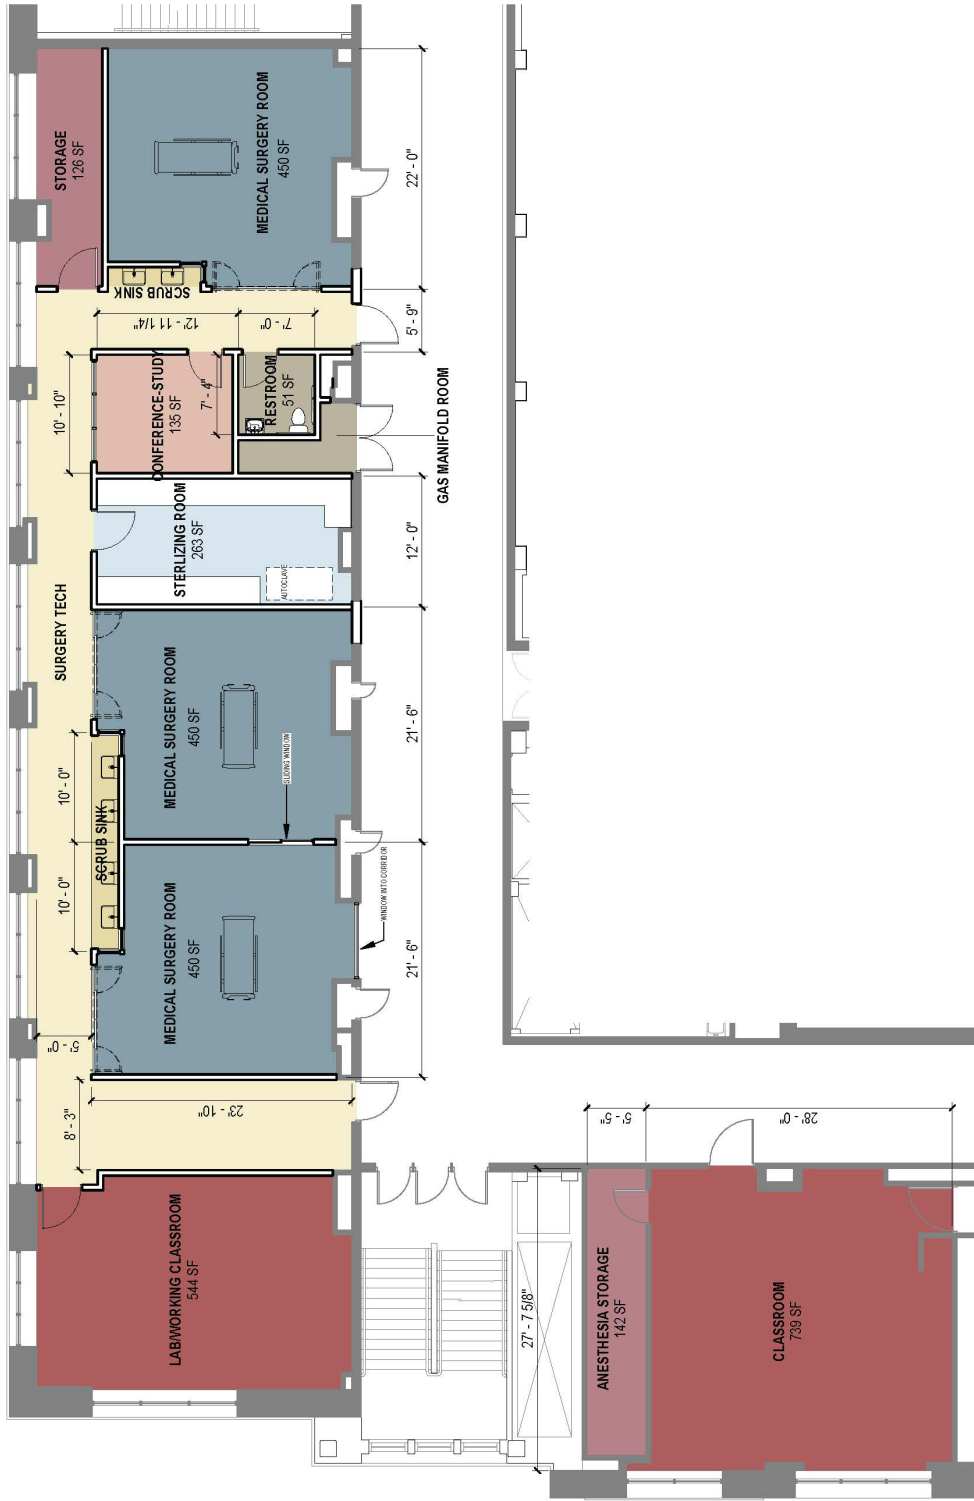 STORAGE
126 SF
MEDICAL SURGERY ROOM
450 SF
22' - 0"
SCRUB SINK
12' - 11 1/4"
7' - 0"
5' - 9"
10' - 10"
CONFERENCE-STUDY
135 SF
7' - 4"
RESTROOM
51 SF
GAS MANIFOLD ROOM
STERLIZING ROOM
263 SF
AUTOCLAVE
12' - 0"
SURGERY TECH
MEDICAL SURGERY ROOM
450 SF
21' - 6"
SLIDING WINDOW
10' - 0"
SCRUB SINK
10' - 0"
MEDICAL SURGERY ROOM
450 SF
WINDOW INTO CORRIDOR
21' - 6"
5' - 0"
8' - 3"
23' - 10"
LAB/WORKING CLASSROOM
544 SF
27' - 7 5/8"
5' - 5"
28' - 0"
ANESTHESIA STORAGE
142 SF
CLASSROOM
739 SF